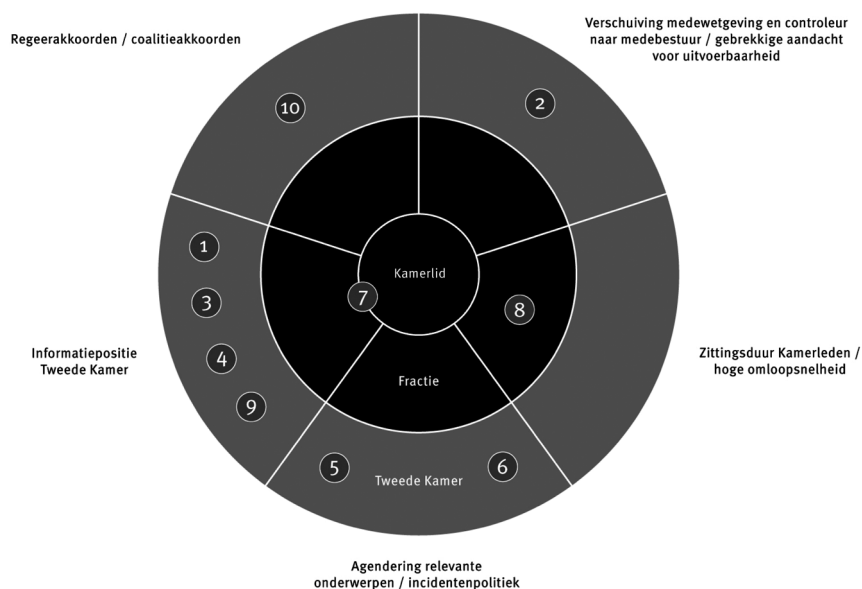 Regeerakkoorden / coalitieakkoorden
Verschuiving medewetgeving en controleur
naar medebestuur / gebrekkige aandacht
voor uitvoerbaarheid
10
2
1
Kamerlid
3
7
8
4
Informatiepositie
Tweede Kamer
Zittingsduur Kamerleden /
hoge omloopsnelheid
Fractie
9
5
6
Tweede Kamer
Agendering relevante
onderwerpen / incidentenpolitiek